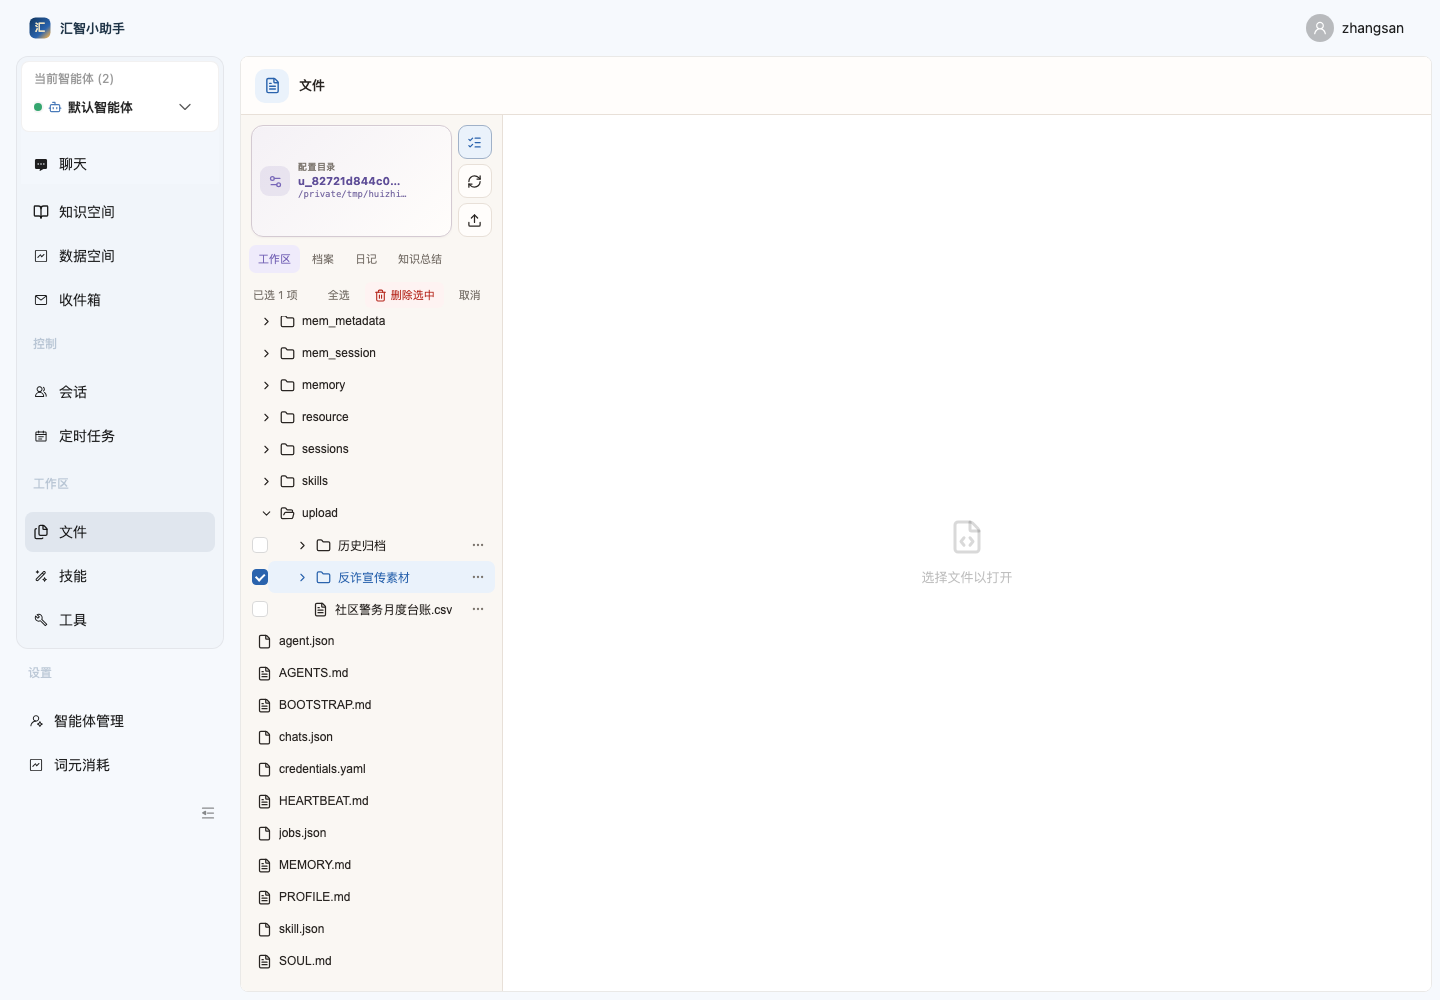 汇 汇智小助手
zhangsan
当前智能体 (2)
默认智能体
聊天
知识空间
数据空间
收件箱
控制
会话
定时任务
工作区
文件
技能
工具
设置
智能体管理
词元消耗
文件
配置目录
u_82721d844c0...
/private/tmp/huizhi…
工作区 档案 日记 知识总结
已选 1 项 全选 删除选中 取消
mem_metadata
mem_session
memory
resource
sessions
skills
upload
历史归档
反诈宣传素材
社区警务月度台账.csv
agent.json
AGENTS.md
BOOTSTRAP.md
chats.json
credentials.yaml
HEARTBEAT.md
jobs.json
MEMORY.md
PROFILE.md
skill.json
SOUL.md
选择文件以打开